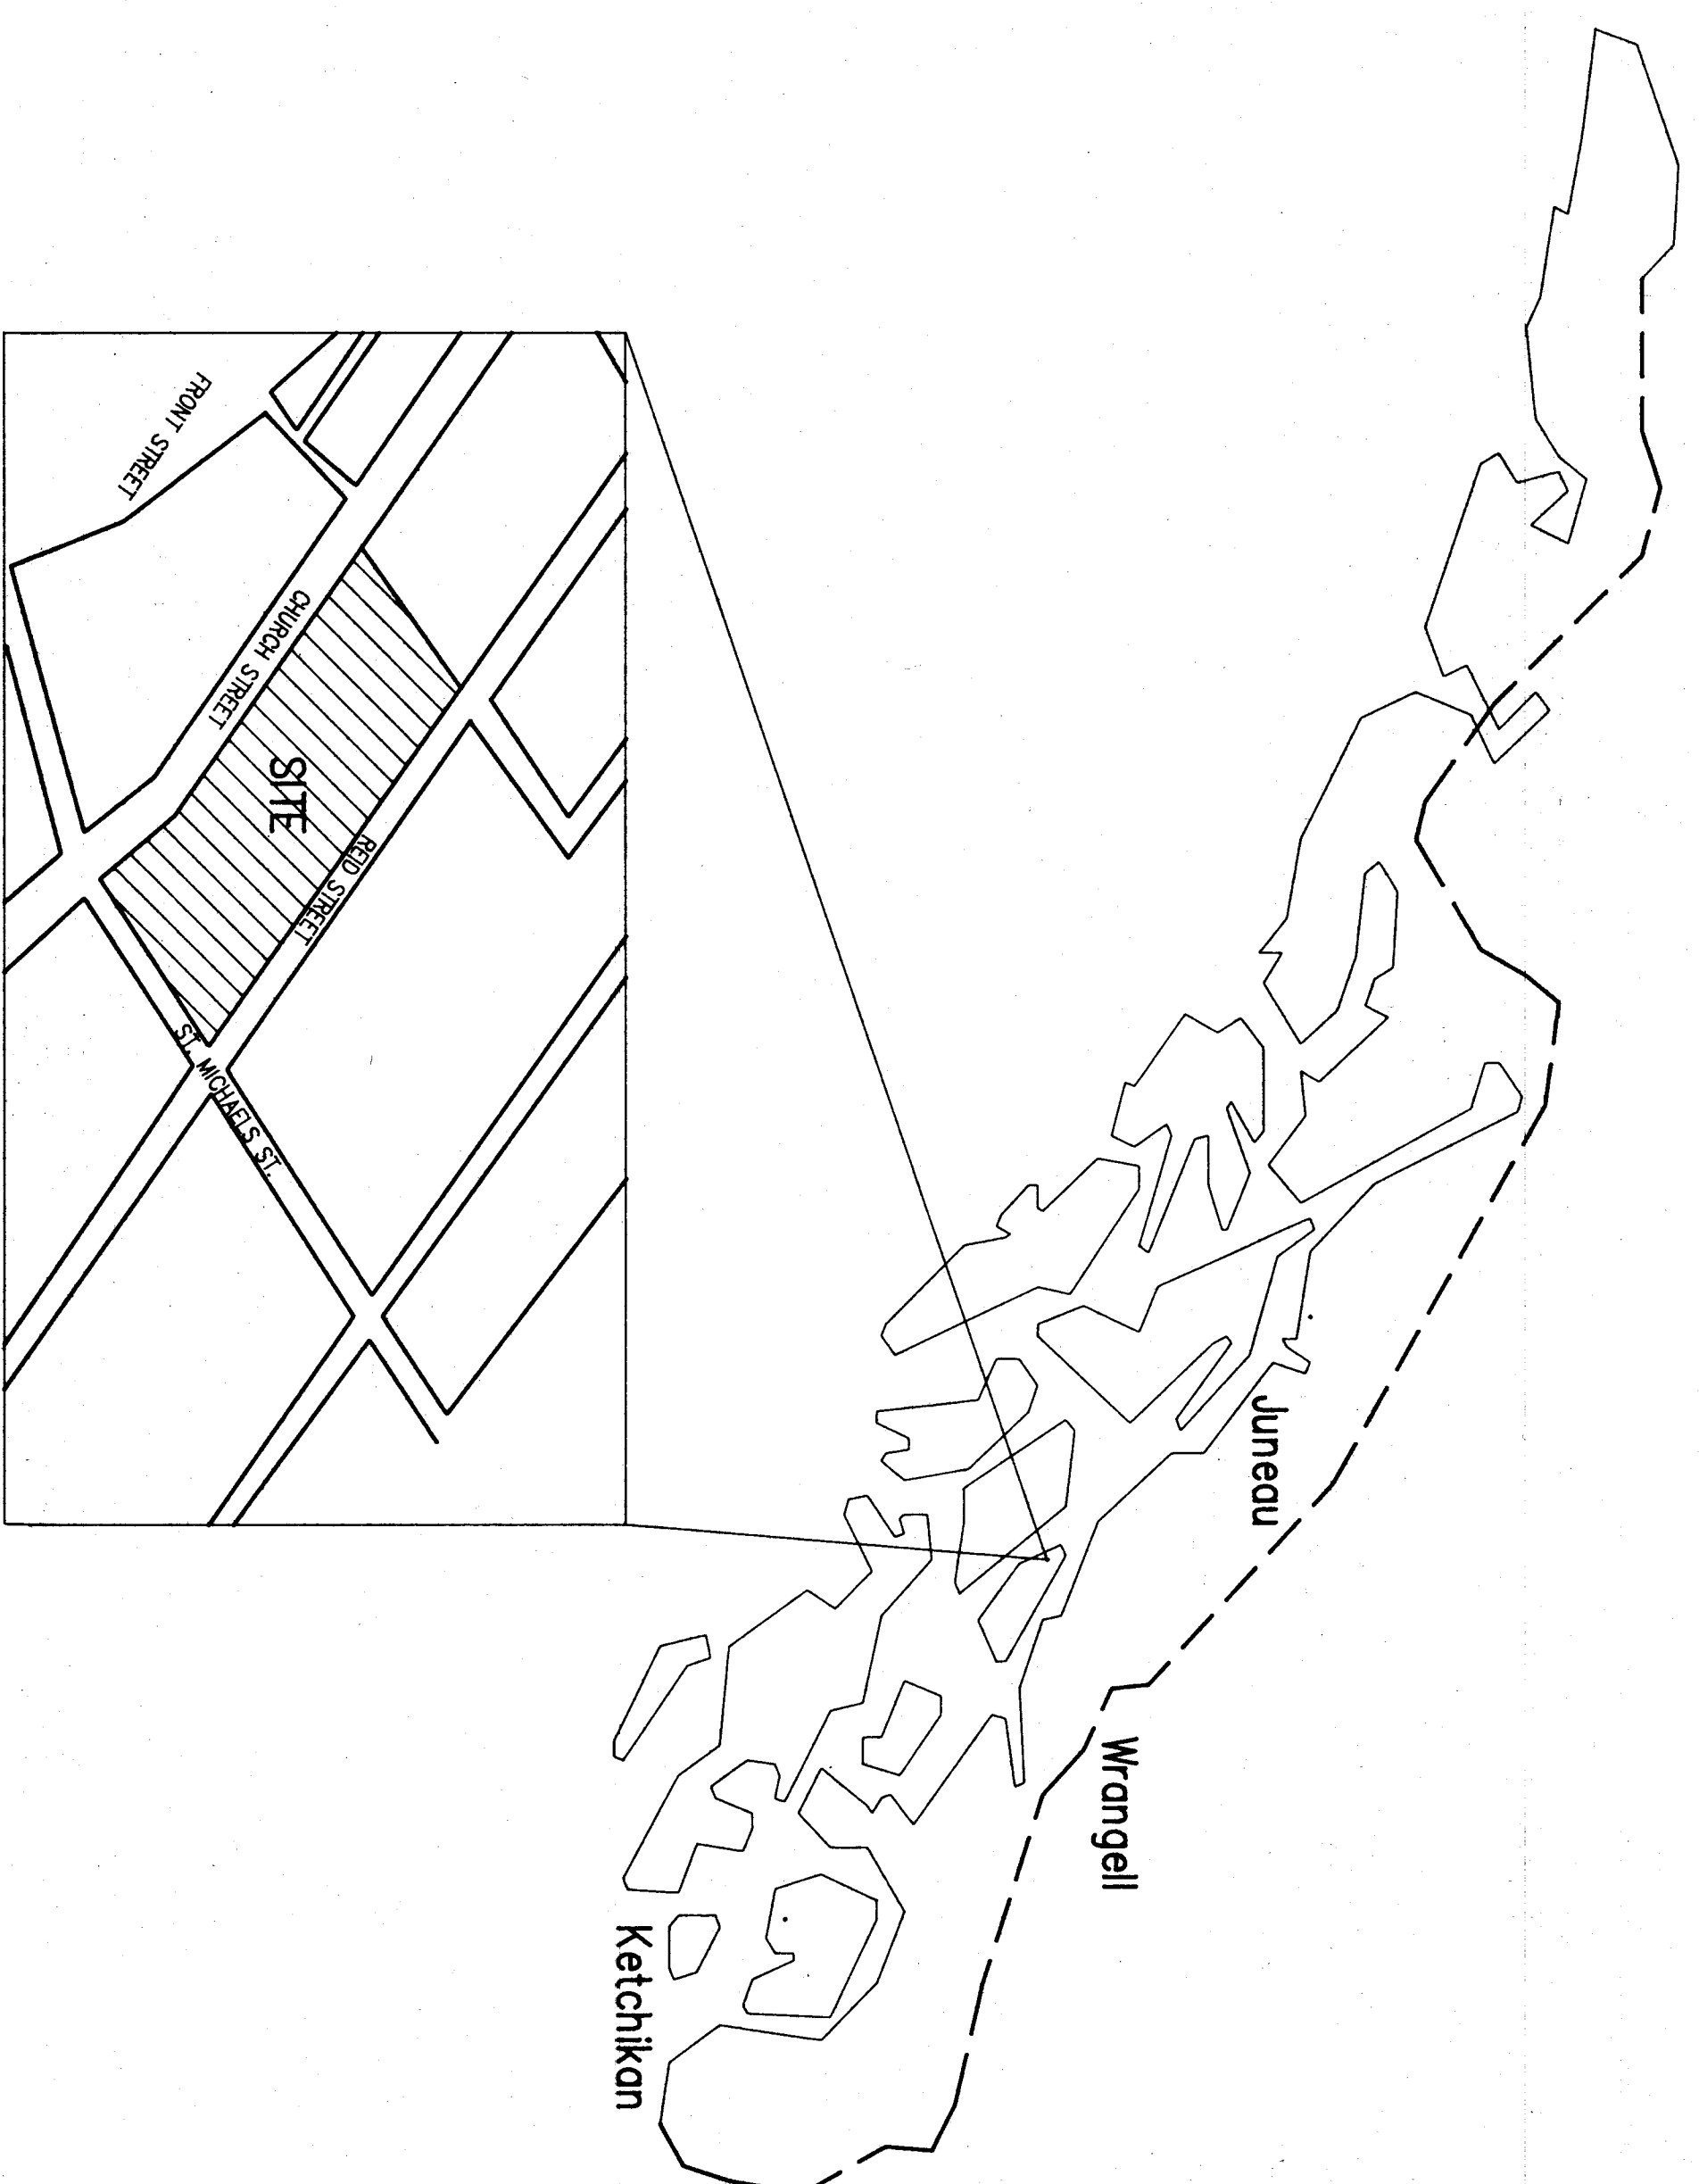 Juneau
Wrangell
Ketchikan
FRONT STREET
CHURCH STREET
SITE
REID STREET
ST. MICHAELS ST.